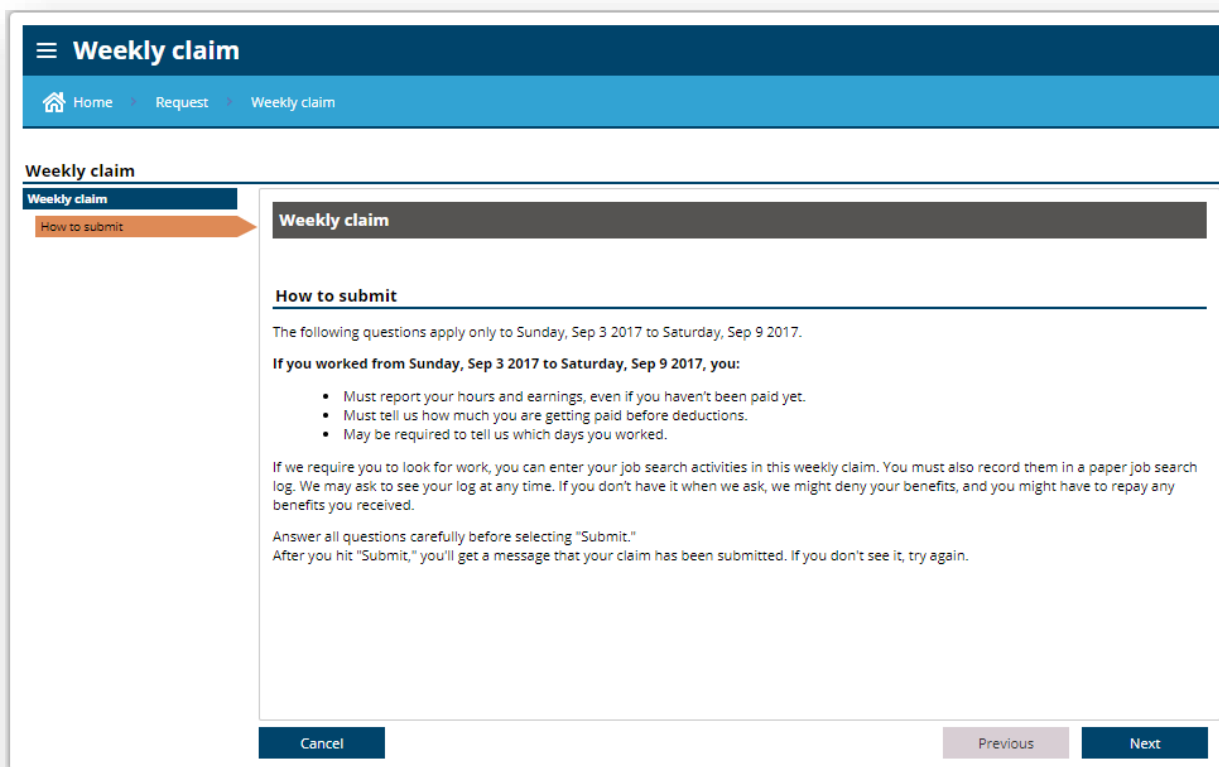 Weekly claim
Home Request Weekly claim
Weekly claim
Weekly claim
How to submit
Weekly claim
How to submit
The following questions apply only to Sunday, Sep 3 2017 to Saturday, Sep 9 2017.
If you worked from Sunday, Sep 3 2017 to Saturday, Sep 9 2017, you:
• Must report your hours and earnings, even if you haven't been paid yet.
• Must tell us how much you are getting paid before deductions.
• May be required to tell us which days you worked.
If we require you to look for work, you can enter your job search activities in this weekly claim. You must also record them in a paper job search
log. We may ask to see your log at any time. If you don't have it when we ask, we might deny your benefits, and you might have to repay any
benefits you received.
Answer all questions carefully before selecting "Submit."
After you hit "Submit," you'll get a message that your claim has been submitted. If you don't see it, try again.
Cancel Previous Next